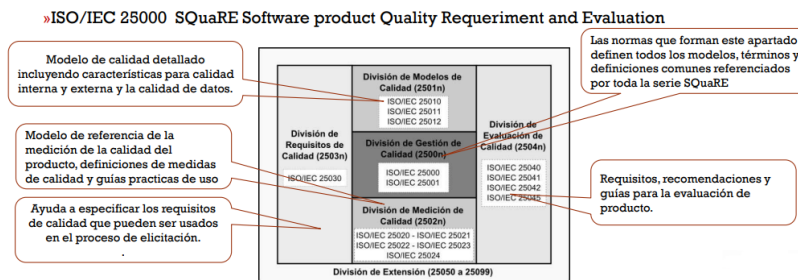 »ISO/IEC 25000 SQuaRE Software product Quality Requeriment and Evaluation
Modelo de calidad detallado
incluyendo características para calidad
interna y externa y la calidad de datos.
Modelo de referencia de la
medición de la calidad del
producto, definiciones de medidas
de calidad y guías practicas de uso
Ayuda a especificar los requisitos
de calidad que pueden ser usados
en el proceso de elicitación.
.
División de
Requisitos de
Calidad (2503n)
ISO/IEC 25030
División de Modelos de
Calidad (2501n)
ISO/IEC 25010
ISO/IEC 25011
ISO/IEC 25012
División de Gestión de
Calidad (2500n)
ISO/IEC 25000
ISO/IEC 25001
División de Medición de
Calidad (2502n)
ISO/IEC 25020 - ISO/IEC 25021
ISO/IEC 25022 - ISO/IEC 25023
ISO/IEC 25024
División de
Evaluación de
Calidad (2504n)
ISO/IEC 25040
ISO/IEC 25041
ISO/IEC 25042
ISO/IEC 25045
División de Extensión (25050 a 25099)
Las normas que forman este apartado
definen todos los modelos, términos y
definiciones comunes referenciados
por toda la serie SQuaRE
Requisitos, recomendaciones y
guías para la evaluación de
producto.